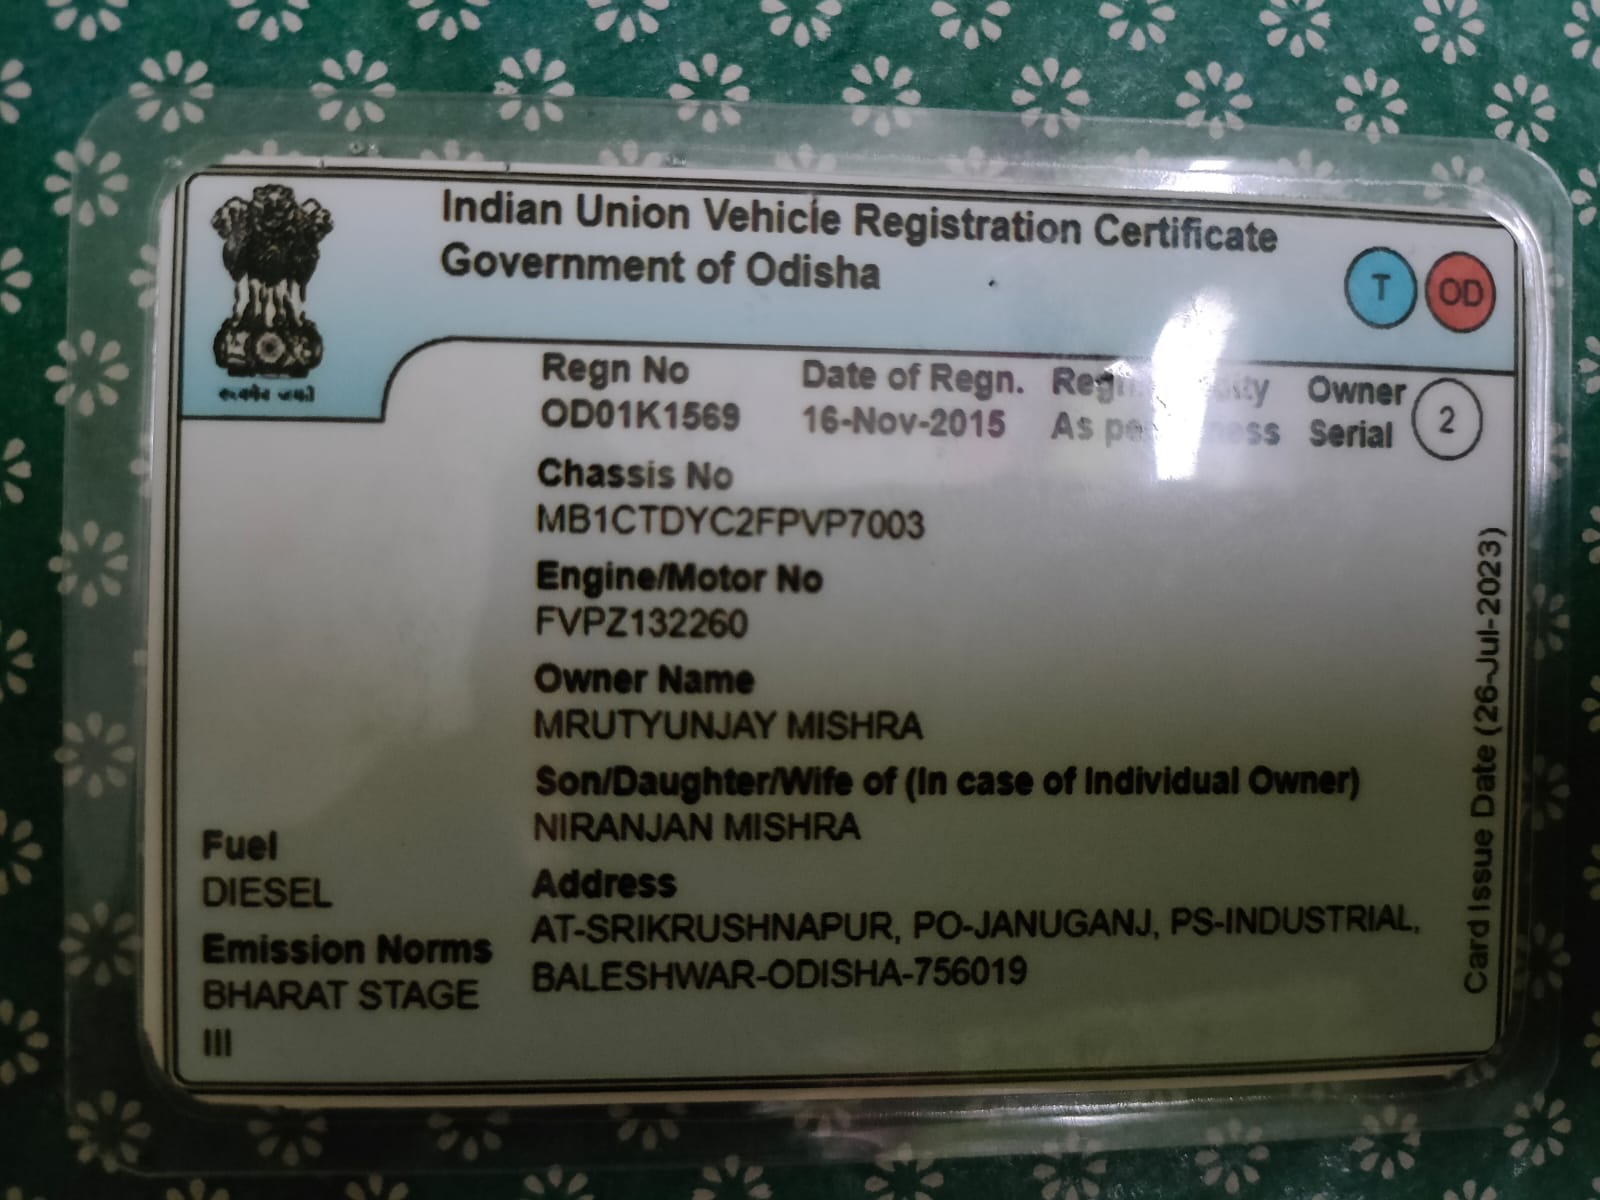 Indian Union Vehicle Registration Certificate
Government of Odisha
T OD
Regn No Date of Regn. Owner
OD01K1569 16-Nov-2015 As Serial 2
Chassis No
MB1CTDYC2FPVP7003
Engine/Motor No
FVPZ132260
Owner Name
MRUTYUNJAY MISHRA
Son/Daughter/Wife of (In case of Individual Owner)
NIRANJAN MISHRA
Fuel
DIESEL
Emission Norms
BHARAT STAGE
III
Address
AT-SRIKRUSHNAPUR, PO-JANUGANJ, PS-INDUSTRIAL,
BALESHWAR-ODISHA-756019
Card Issue Date (26-Jul-2023)